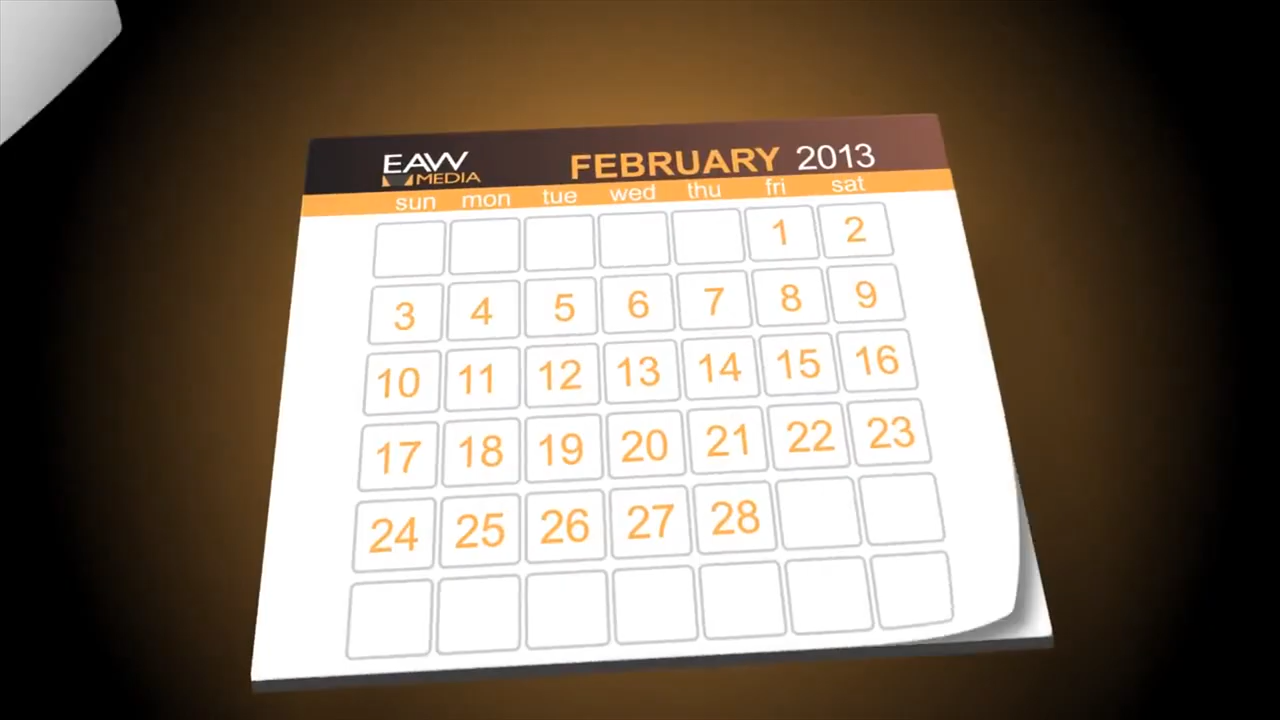 EAW
MEDIA
FEBRUARY 2013
sun mon tue wed thu fri sat
1 2
3 4 5 6 7 8 9
10 11 12 13 14 15 16
17 18 19 20 21 22 23
24 25 26 27 28